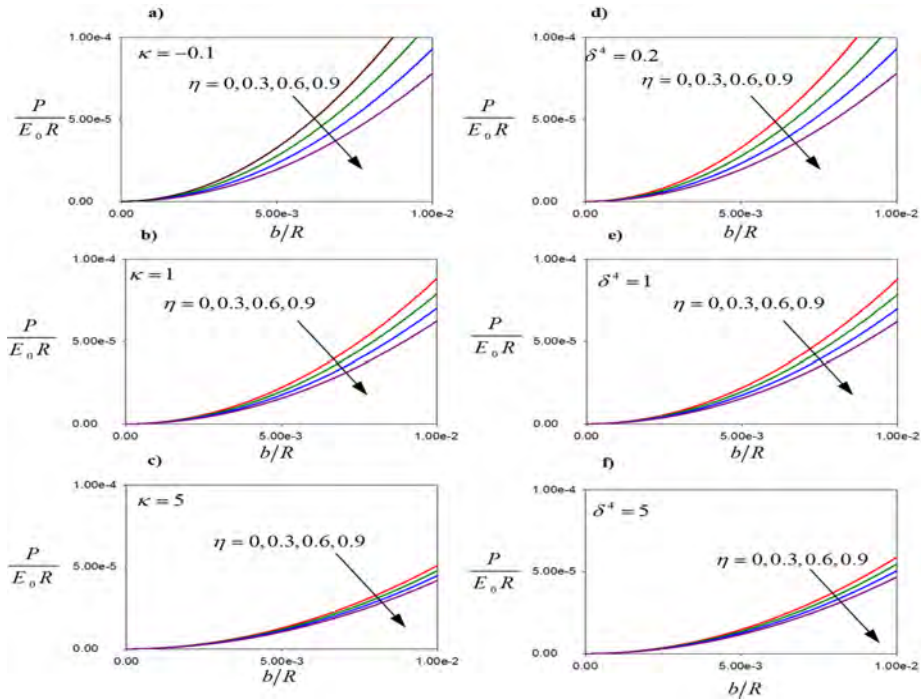 a)
κ = −0.1
η = 0, 0.3, 0.6, 0.9
P
E₀ R
1.00e-4
5.00e-5
0.00
0.00 5.00e-3 1.00e-2
b/R
d)
δ⁴ = 0.2
η = 0, 0.3, 0.6, 0.9
P
E₀ R
1.00e-4
5.00e-5
0.00
0.00 5.00e-3 1.00e-2
b/R
b)
κ = 1
η = 0, 0.3, 0.6, 0.9
P
E₀ R
1.00e-4
5.00e-5
0.00
0.00 5.00e-3 1.00e-2
b/R
e)
δ⁴ = 1
η = 0, 0.3, 0.6, 0.9
P
E₀ R
1.00e-4
5.00e-5
0.00
0.00 5.00e-3 1.00e-2
b/R
c)
κ = 5
η = 0, 0.3, 0.6, 0.9
P
E₀ R
1.00e-4
5.00e-5
0.00
0.00 5.00e-3 1.00e-2
b/R
f)
δ⁴ = 5
η = 0, 0.3, 0.6, 0.9
P
E₀ R
1.00e-4
5.00e-5
0.00
0.00 5.00e-3 1.00e-2
b/R